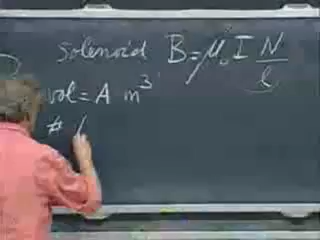 Solenoid B = μ₀ I N/l
vol = A m³
#